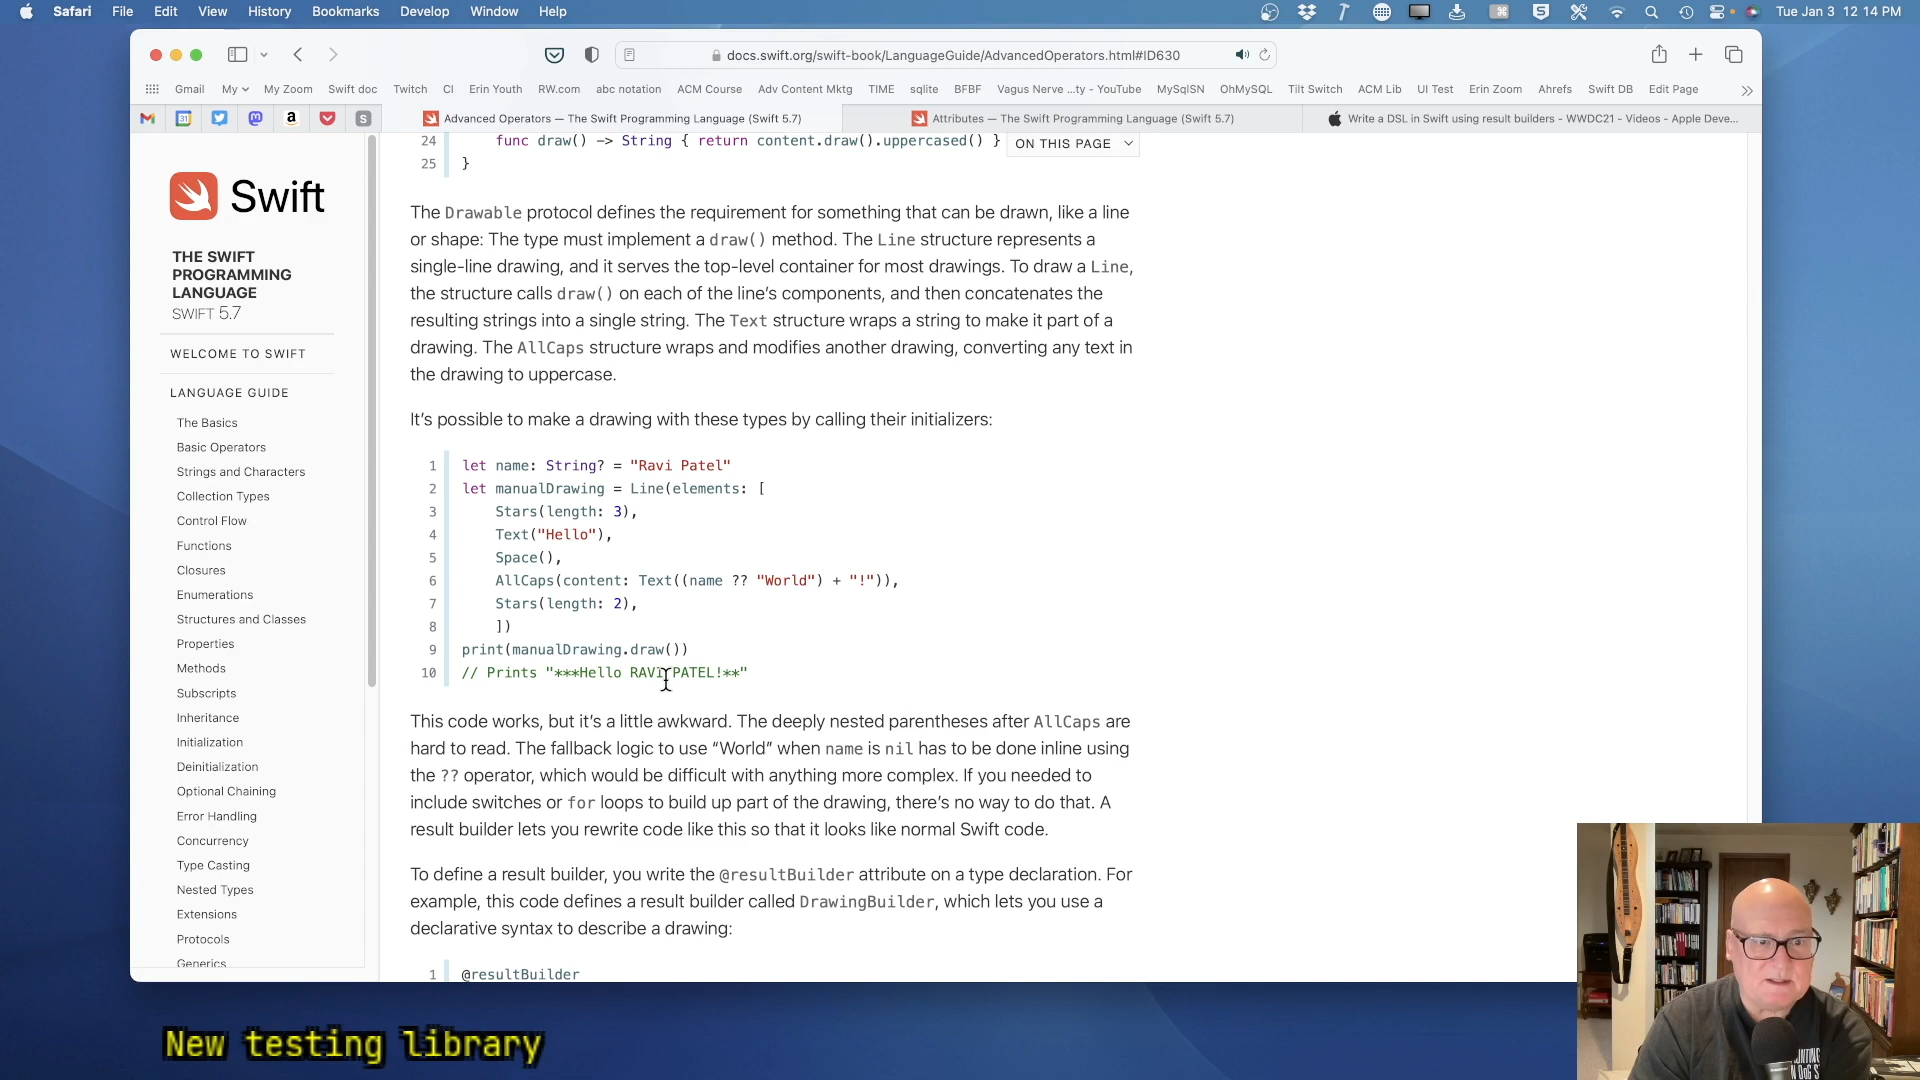 Safari File Edit View History Bookmarks Develop Window Help Tue Jan 3 12 14 PM
docs.swift.org/swift-book/LanguageGuide/AdvancedOperators.html#ID630
Gmail My My Zoom Swift doc Twitch CI Erin Youth RW.com abc notation ACM Course Adv Content Mktg TIME sqlite BFBF Vagus Nerve ...ty - YouTube MySqlSN OhMySQL Tilt Switch ACM Lib UI Test Erin Zoom Ahrefs Swift DB Edit Page
31 a S Advanced Operators — The Swift Programming Language (Swift 5.7) Attributes — The Swift Programming Language (Swift 5.7) Write a DSL in Swift using result builders - WWDC21 - Videos - Apple Deve...
Swift
THE SWIFT
PROGRAMMING
LANGUAGE
SWIFT 5.7
WELCOME TO SWIFT
LANGUAGE GUIDE
The Basics
Basic Operators
Strings and Characters
Collection Types
Control Flow
Functions
Closures
Enumerations
Structures and Classes
Properties
Methods
Subscripts
Inheritance
Initialization
Deinitialization
Optional Chaining
Error Handling
Concurrency
Type Casting
Nested Types
Extensions
Protocols
Generics
ON THIS PAGE
24 func draw() -> String { return content.draw().uppercased() }
25 }
The Drawable protocol defines the requirement for something that can be drawn, like a line
or shape: The type must implement a draw() method. The Line structure represents a
single-line drawing, and it serves the top-level container for most drawings. To draw a Line,
the structure calls draw() on each of the line’s components, and then concatenates the
resulting strings into a single string. The Text structure wraps a string to make it part of a
drawing. The AllCaps structure wraps and modifies another drawing, converting any text in
the drawing to uppercase.
It’s possible to make a drawing with these types by calling their initializers:
1 let name: String? = "Ravi Patel"
2 let manualDrawing = Line(elements: [
3 Stars(length: 3),
4 Text("Hello"),
5 Space(),
6 AllCaps(content: Text((name ?? "World") + "!")),
7 Stars(length: 2),
8 ])
9 print(manualDrawing.draw())
10 // Prints "***Hello RAVI PATEL!**"
This code works, but it’s a little awkward. The deeply nested parentheses after AllCaps are
hard to read. The fallback logic to use “World” when name is nil has to be done inline using
the ?? operator, which would be difficult with anything more complex. If you needed to
include switches or for loops to build up part of the drawing, there’s no way to do that. A
result builder lets you rewrite code like this so that it looks like normal Swift code.
To define a result builder, you write the @resultBuilder attribute on a type declaration. For
example, this code defines a result builder called DrawingBuilder, which lets you use a
declarative syntax to describe a drawing:
1 @resultBuilder
New testing library